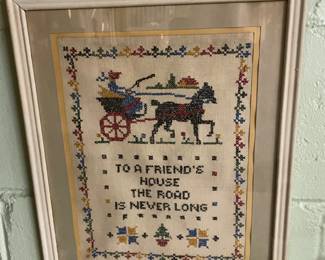 TO A FRIEND'S
HOUSE
THE ROAD
IS NEVER LONG